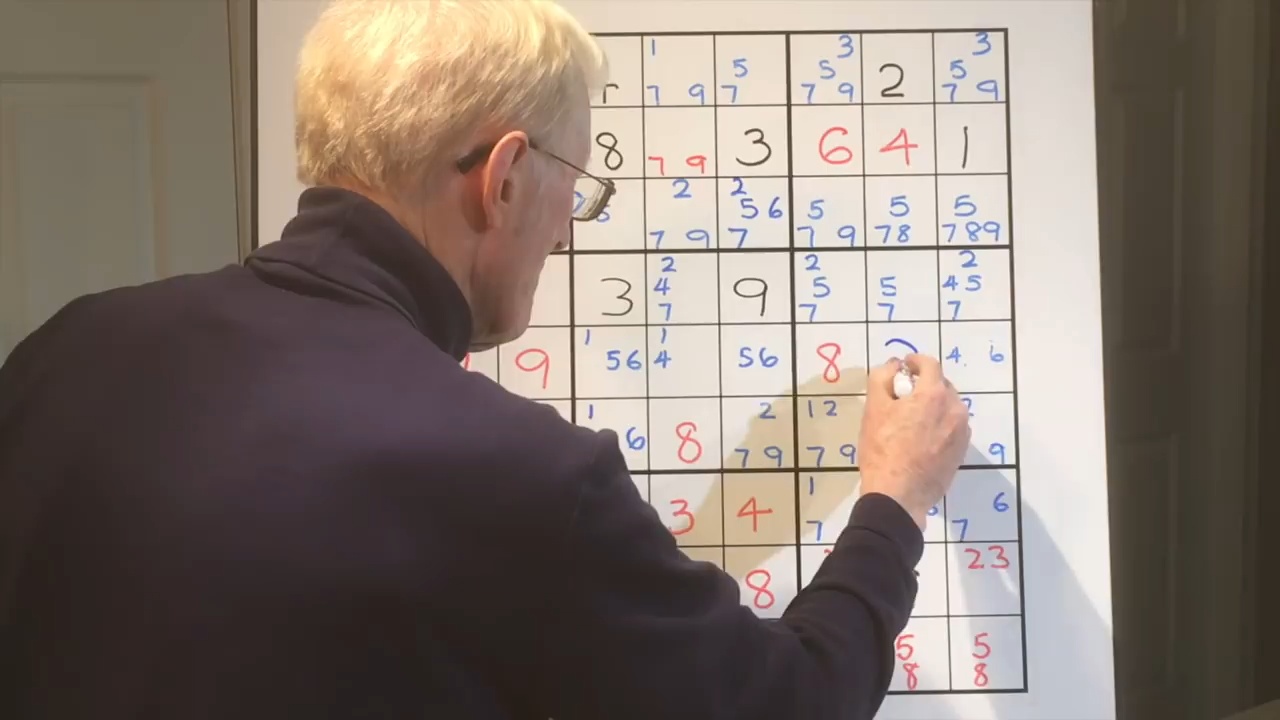 1 5 3 5 7 9 2 3 5 7 9
7 9 7
8 7 9 3 6 4 1
5 2 7 9 2 5 6 7 5 7 9 5 7 8 5 7 8 9
3 2 4 7 9 2 5 7 5 7 2 4 5 7
9 1 5 6 1 4 5 6 8 4 6
1 6 8 2 7 9 1 2 7 9 2 9
3 4 1 7 6 7
8 2 3
5 8 5 8